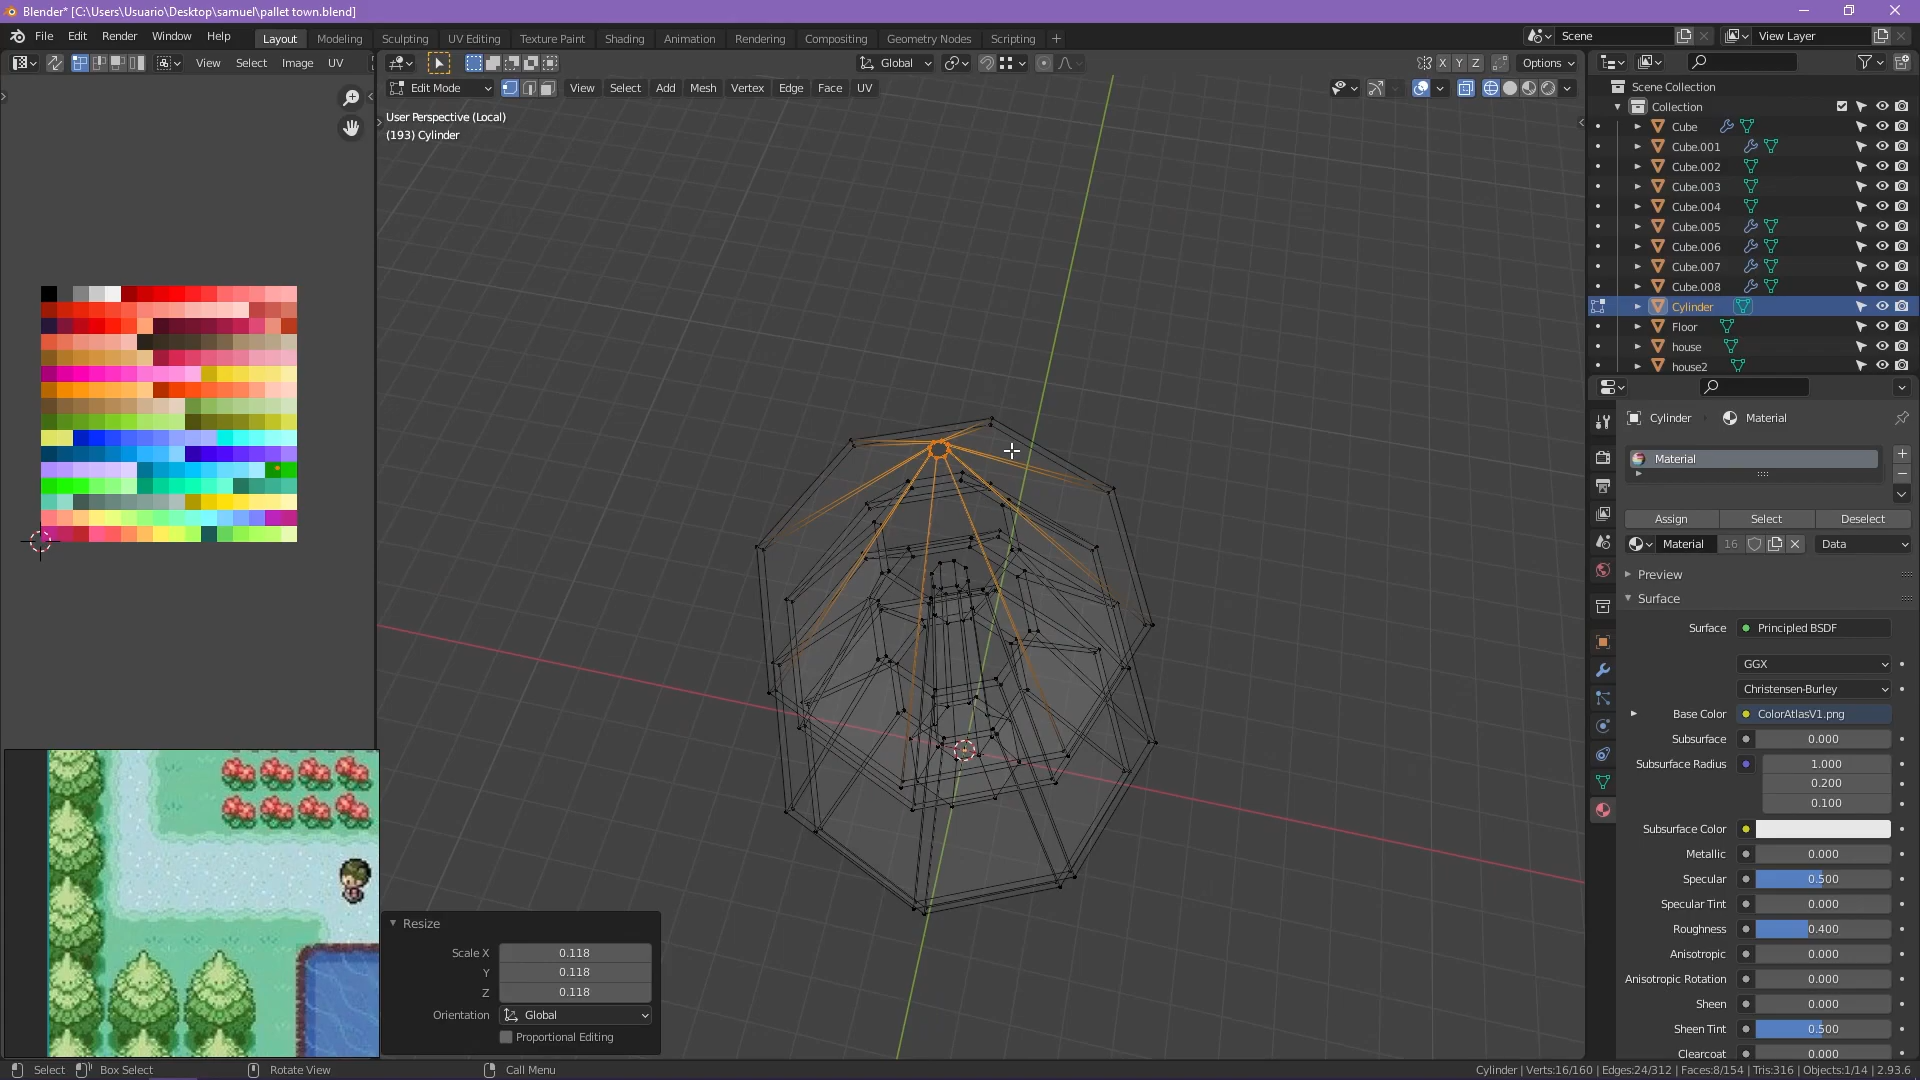 Blender* [C:\Users\Usuario\Desktop\samuel\pallet town.blend]
File Edit Render Window Help
Layout Modeling Sculpting UV Editing Texture Paint Shading Animation Rendering Compositing Geometry Nodes Scripting +
Scene
View Layer
View Select Image UV
Global
X Y Z
Options
Edit Mode
View Select Add Mesh Vertex Edge Face UV
User Perspective (Local)
(193) Cylinder
Scene Collection
Collection
Cube
Cube.001
Cube.002
Cube.003
Cube.004
Cube.005
Cube.006
Cube.007
Cube.008
Cylinder
Floor
house
house2
Cylinder Material
Material
Assign Select Deselect
Material 16 Data
Preview
Surface
Surface Principled BSDF
GGX
Christensen-Burley
Base Color ColorAtlasV1.png
Subsurface 0.000
Subsurface Radius 1.000
0.200
0.100
Subsurface Color
Metallic 0.000
Specular 0.500
Specular Tint 0.000
Roughness 0.400
Anisotropic 0.000
Anisotropic Rotation 0.000
Sheen 0.000
Sheen Tint 0.500
Clearcoat 0.000
Resize
Scale X 0.118
Y 0.118
Z 0.118
Orientation Global
Proportional Editing
Select Box Select Rotate View Call Menu
Cylinder | Verts:16/160 | Edges:24/312 | Faces:8/154 | Tris:316 | Objects:1/14 | 2.93.6